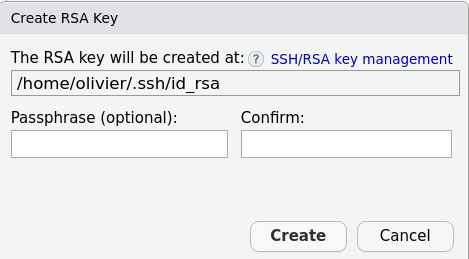 Create RSA Key
The RSA key will be created at: ? SSH/RSA key management
/home/olivier/.ssh/id_rsa
Passphrase (optional): Confirm:
Create Cancel